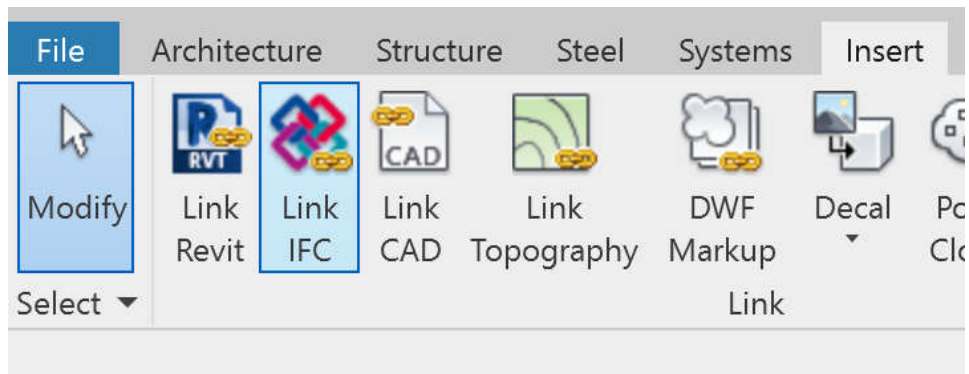 File Architecture Structure Steel Systems Insert
RVT CAD
Modify Link Link Link Link DWF Decal
Revit IFC CAD Topography Markup
Select Link